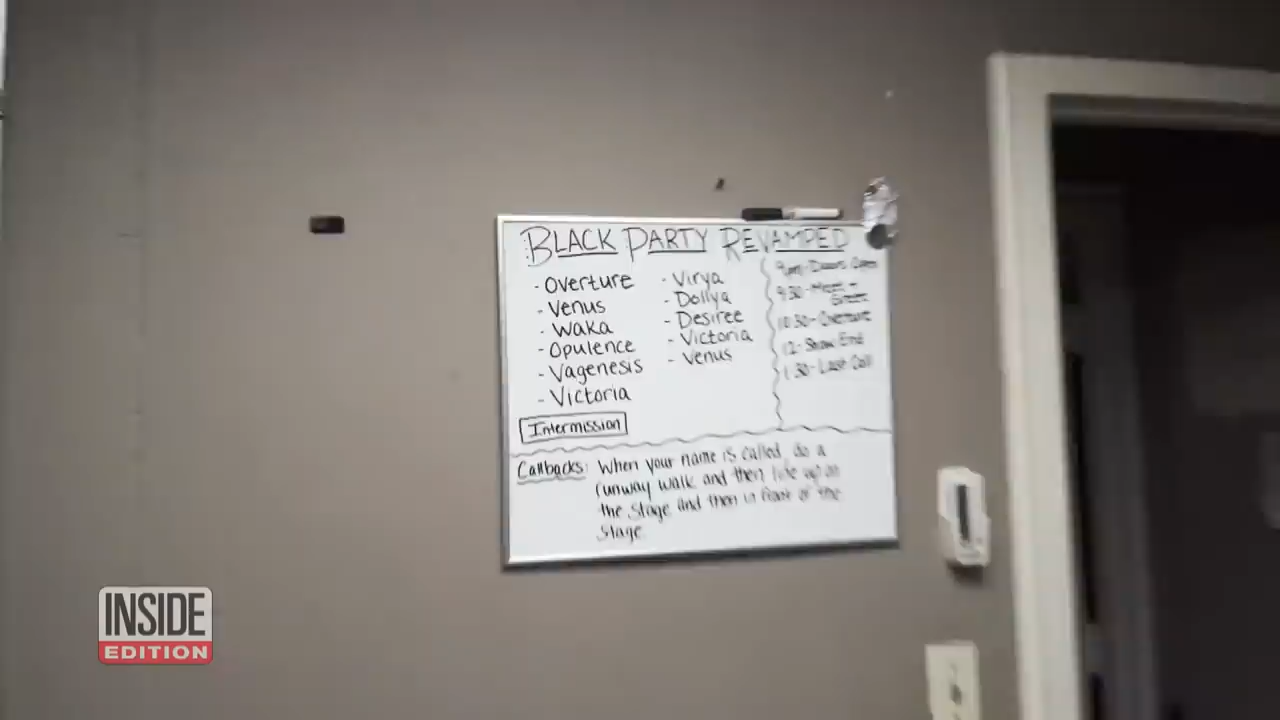 BLACK PARTY REVAMPED
- Overture
- Venus
- Waka
- Opulence
- Vagenesis
- Victoria
Intermission
- Virya
- Dollya
- Desiree
- Victoria
- Venus
9pm - Doors Open
9:30 - Meet +
Greet
10:30 - Overture
12 - Show End
1:30 - Last Call
Callbacks: When your name is called, do a
runway walk and then line up on
the stage and then in front of the
stage
INSIDE
EDITION